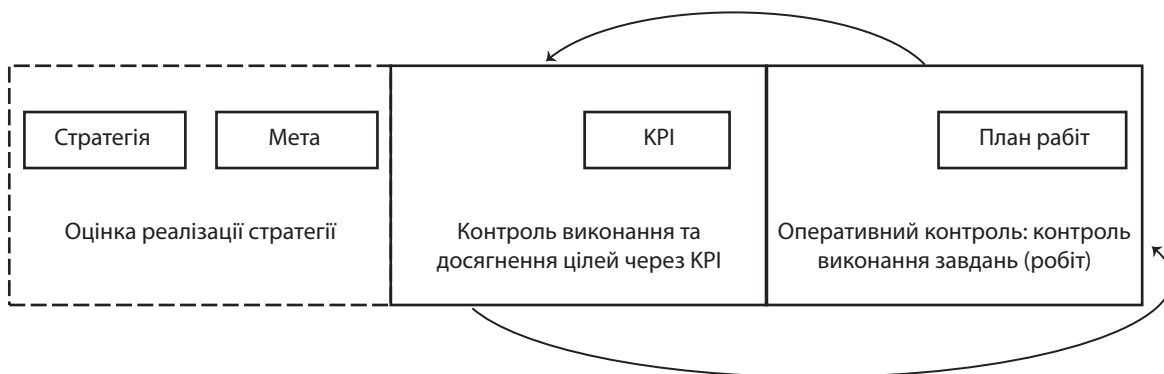 Стратегія
Мета
KPI
План рабіт
Оцінка реалізації стратегії
Контроль виконання та
досягнення цілей через KPI
Оперативний контроль: контроль
виконання завдань (робіт)